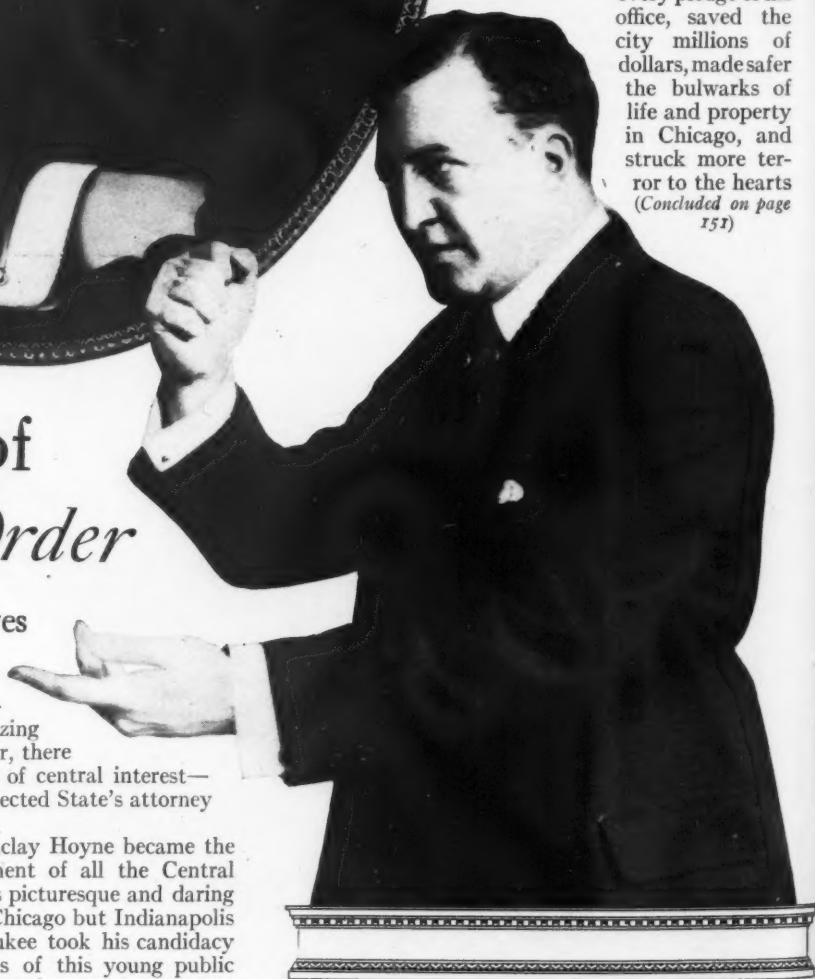 office, saved the
city millions of
dollars, made safer
the bulwarks of
life and property
in Chicago, and
struck more ter-
ror to the hearts
(Concluded on page
151)
of
Order
zing
r, there
of central interest—
ected State's attorney
clay Hoyne became the
ment of all the Central
s picturesque and daring
Chicago but Indianapolis
ukee took his candidacy
s of this young public